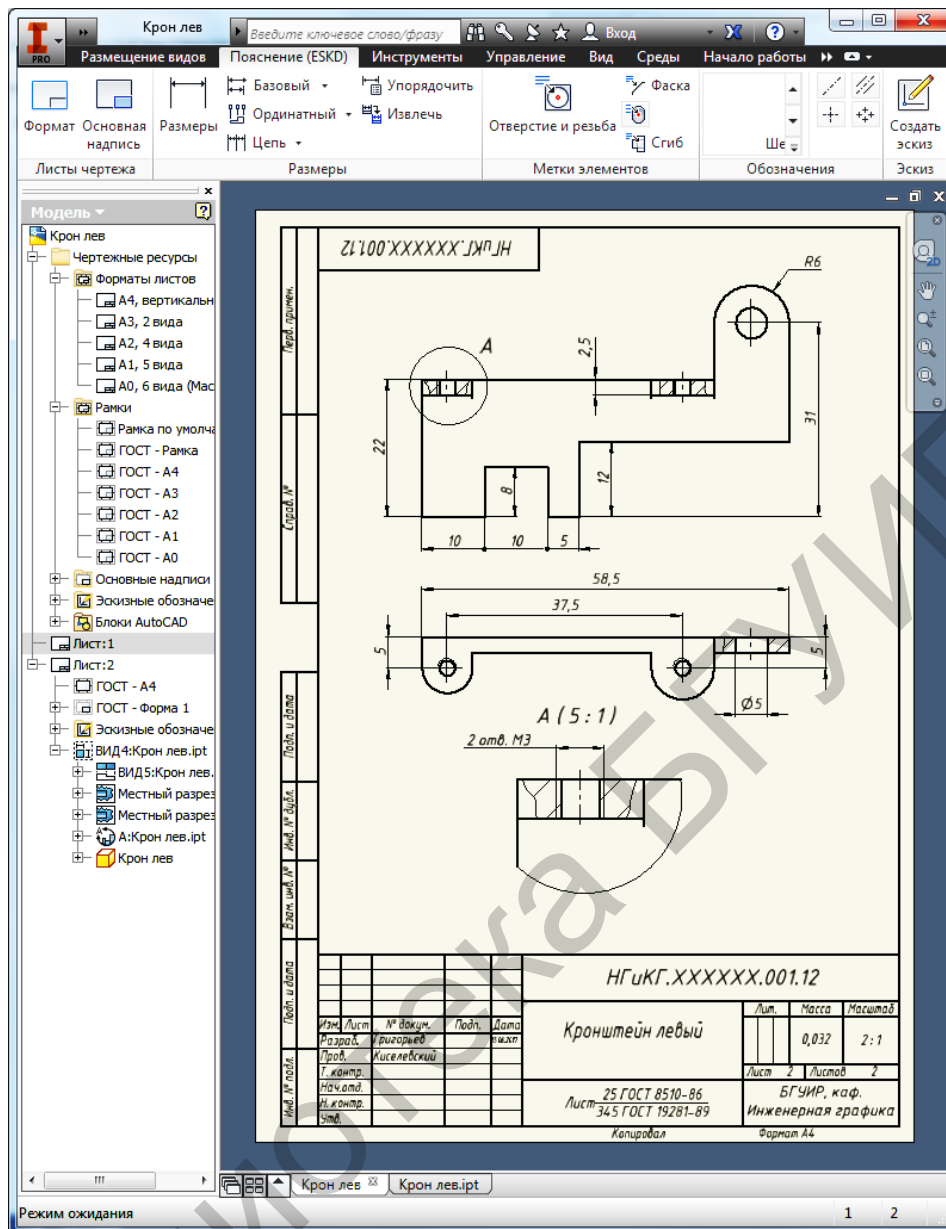 PRO
Крон лев
Введите ключевое слово/фразу
Вход
Размещение видов
Пояснение (ESKD)
Инструменты
Управление
Вид
Среды
Начало работы
Формат
Основная надпись
Размеры
Базовый
Ординатный
Цепь
Упорядочить
Извлечь
Отверстие и резьба
Фаска
Сгиб
Ше
Создать эскиз
Листы чертежа
Размеры
Метки элементов
Обозначения
Эскиз
Модель
Крон лев
Чертежные ресурсы
Форматы листов
A4, вертикальн
A3, 2 вида
A2, 4 вида
A1, 5 вида
A0, 6 вида (Мас
Рамки
Рамка по умолча
ГОСТ - Рамка
ГОСТ - A4
ГОСТ - A3
ГОСТ - A2
ГОСТ - A1
ГОСТ - A0
Основные надписи
Эскизные обозначе
Блоки AutoCAD
Лист:1
Лист:2
ГОСТ - A4
ГОСТ - Форма 1
Эскизные обозначе
ВИД4:Крон лев.ipt
ВИД5:Крон лев.
Местный разрез
Местный разрез
A:Крон лев.ipt
Крон лев
2D
НГиКГ.XXXXXX.001.12
Перв. примен.
Справ. №
Подп. и дата
Инв. № дубл.
Взам. инв. №
Подп. и дата
Инв. № подл.
R6
A
2,5
22
31
12
8
10
10
5
58,5
37,5
5
5
Ø5
A ( 5 : 1 )
2 отв. М3
НГиКГ.XXXXXX.001.12
Изм.
Лист
№ докум.
Подп.
Дата
Разраб.
Григорьев
Пров.
Киселевский
Т. контр.
Нач.отд.
Н. контр.
Утв.
Кронштейн левый
Лит.
Масса
Масштаб
0,032
2:1
Лист 2
Листов 2
Лист 25 ГОСТ 8510-86
345 ГОСТ 19281-89
БГУИР, каф.
Инженерная графика
Копировал
Формат A4
Крон лев
Крон лев.ipt
Режим ожидания
1
2